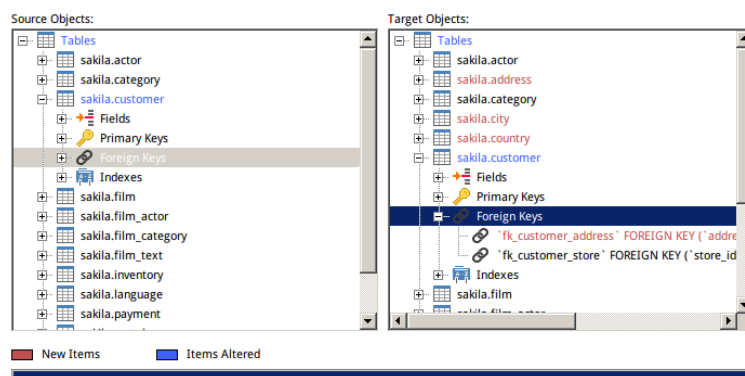 Source Objects:
Tables
sakila.actor
sakila.category
sakila.customer
Fields
Primary Keys
Foreign Keys
Indexes
sakila.film
sakila.film_actor
sakila.film_category
sakila.film_text
sakila.inventory
sakila.language
sakila.payment
Target Objects:
Tables
sakila.actor
sakila.address
sakila.category
sakila.city
sakila.country
sakila.customer
Fields
Primary Keys
Foreign Keys
`fk_customer_address` FOREIGN KEY (`addre
`fk_customer_store` FOREIGN KEY (`store_id
Indexes
sakila.film
sakila.film_actor
New Items
Items Altered